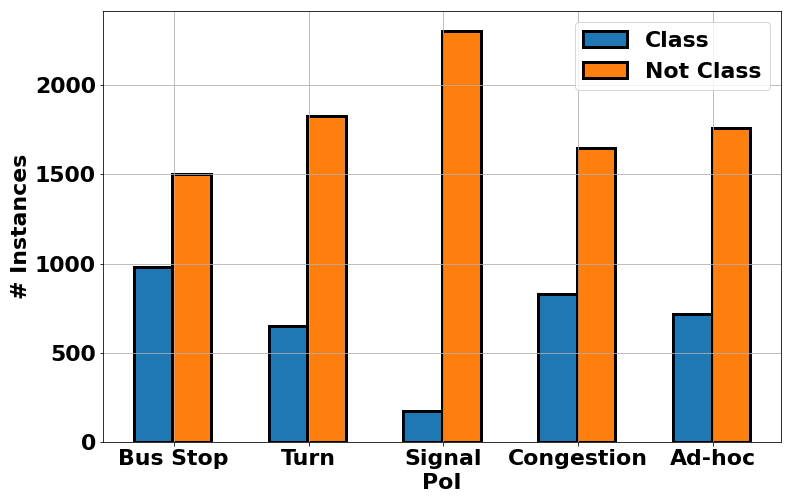 Class
Not Class
# Instances
2000
1500
1000
500
0
Bus Stop
Turn
Signal
Congestion
Ad-hoc
PoI